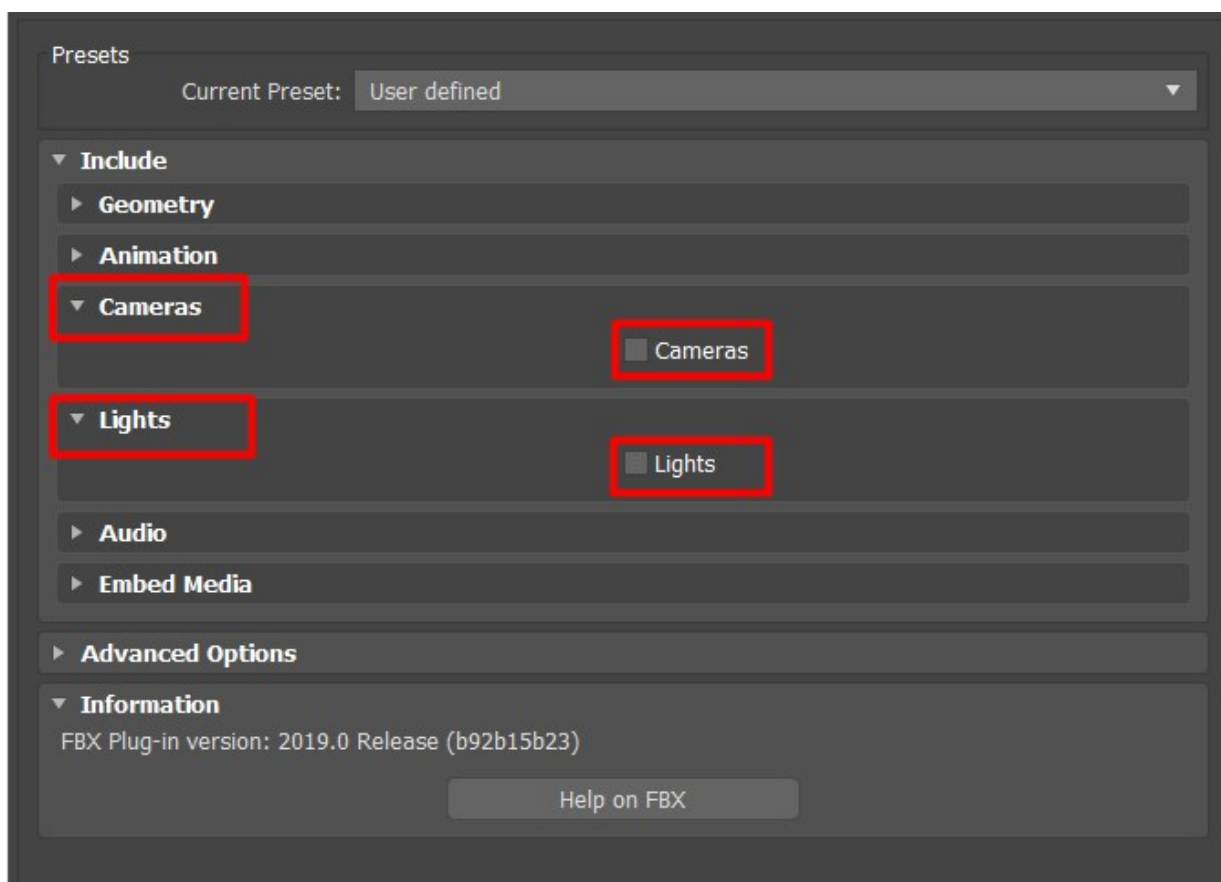 Presets
Current Preset: User defined
Include
Geometry
Animation
Cameras
Cameras
Lights
Lights
Audio
Embed Media
Advanced Options
Information
FBX Plug-in version: 2019.0 Release (b92b15b23)
Help on FBX